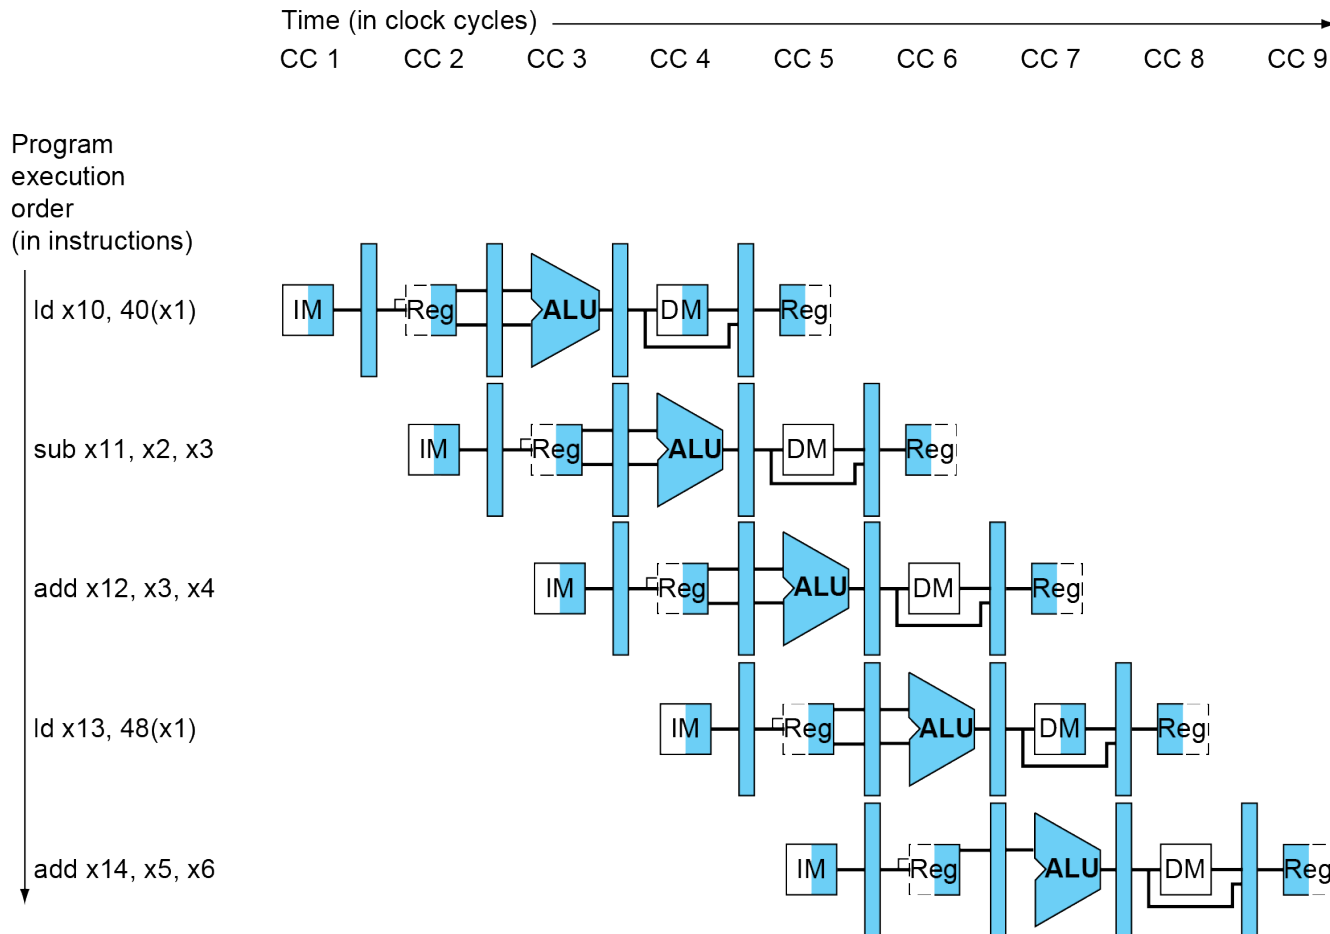 Time (in clock cycles)
CC 1 CC 2 CC 3 CC 4 CC 5 CC 6 CC 7 CC 8 CC 9
Program
execution
order
(in instructions)
ld x10, 40(x1) IM Reg ALU DM Reg
sub x11, x2, x3 IM Reg ALU DM Reg
add x12, x3, x4 IM Reg ALU DM Reg
ld x13, 48(x1) IM Reg ALU DM Reg
add x14, x5, x6 IM Reg ALU DM Reg